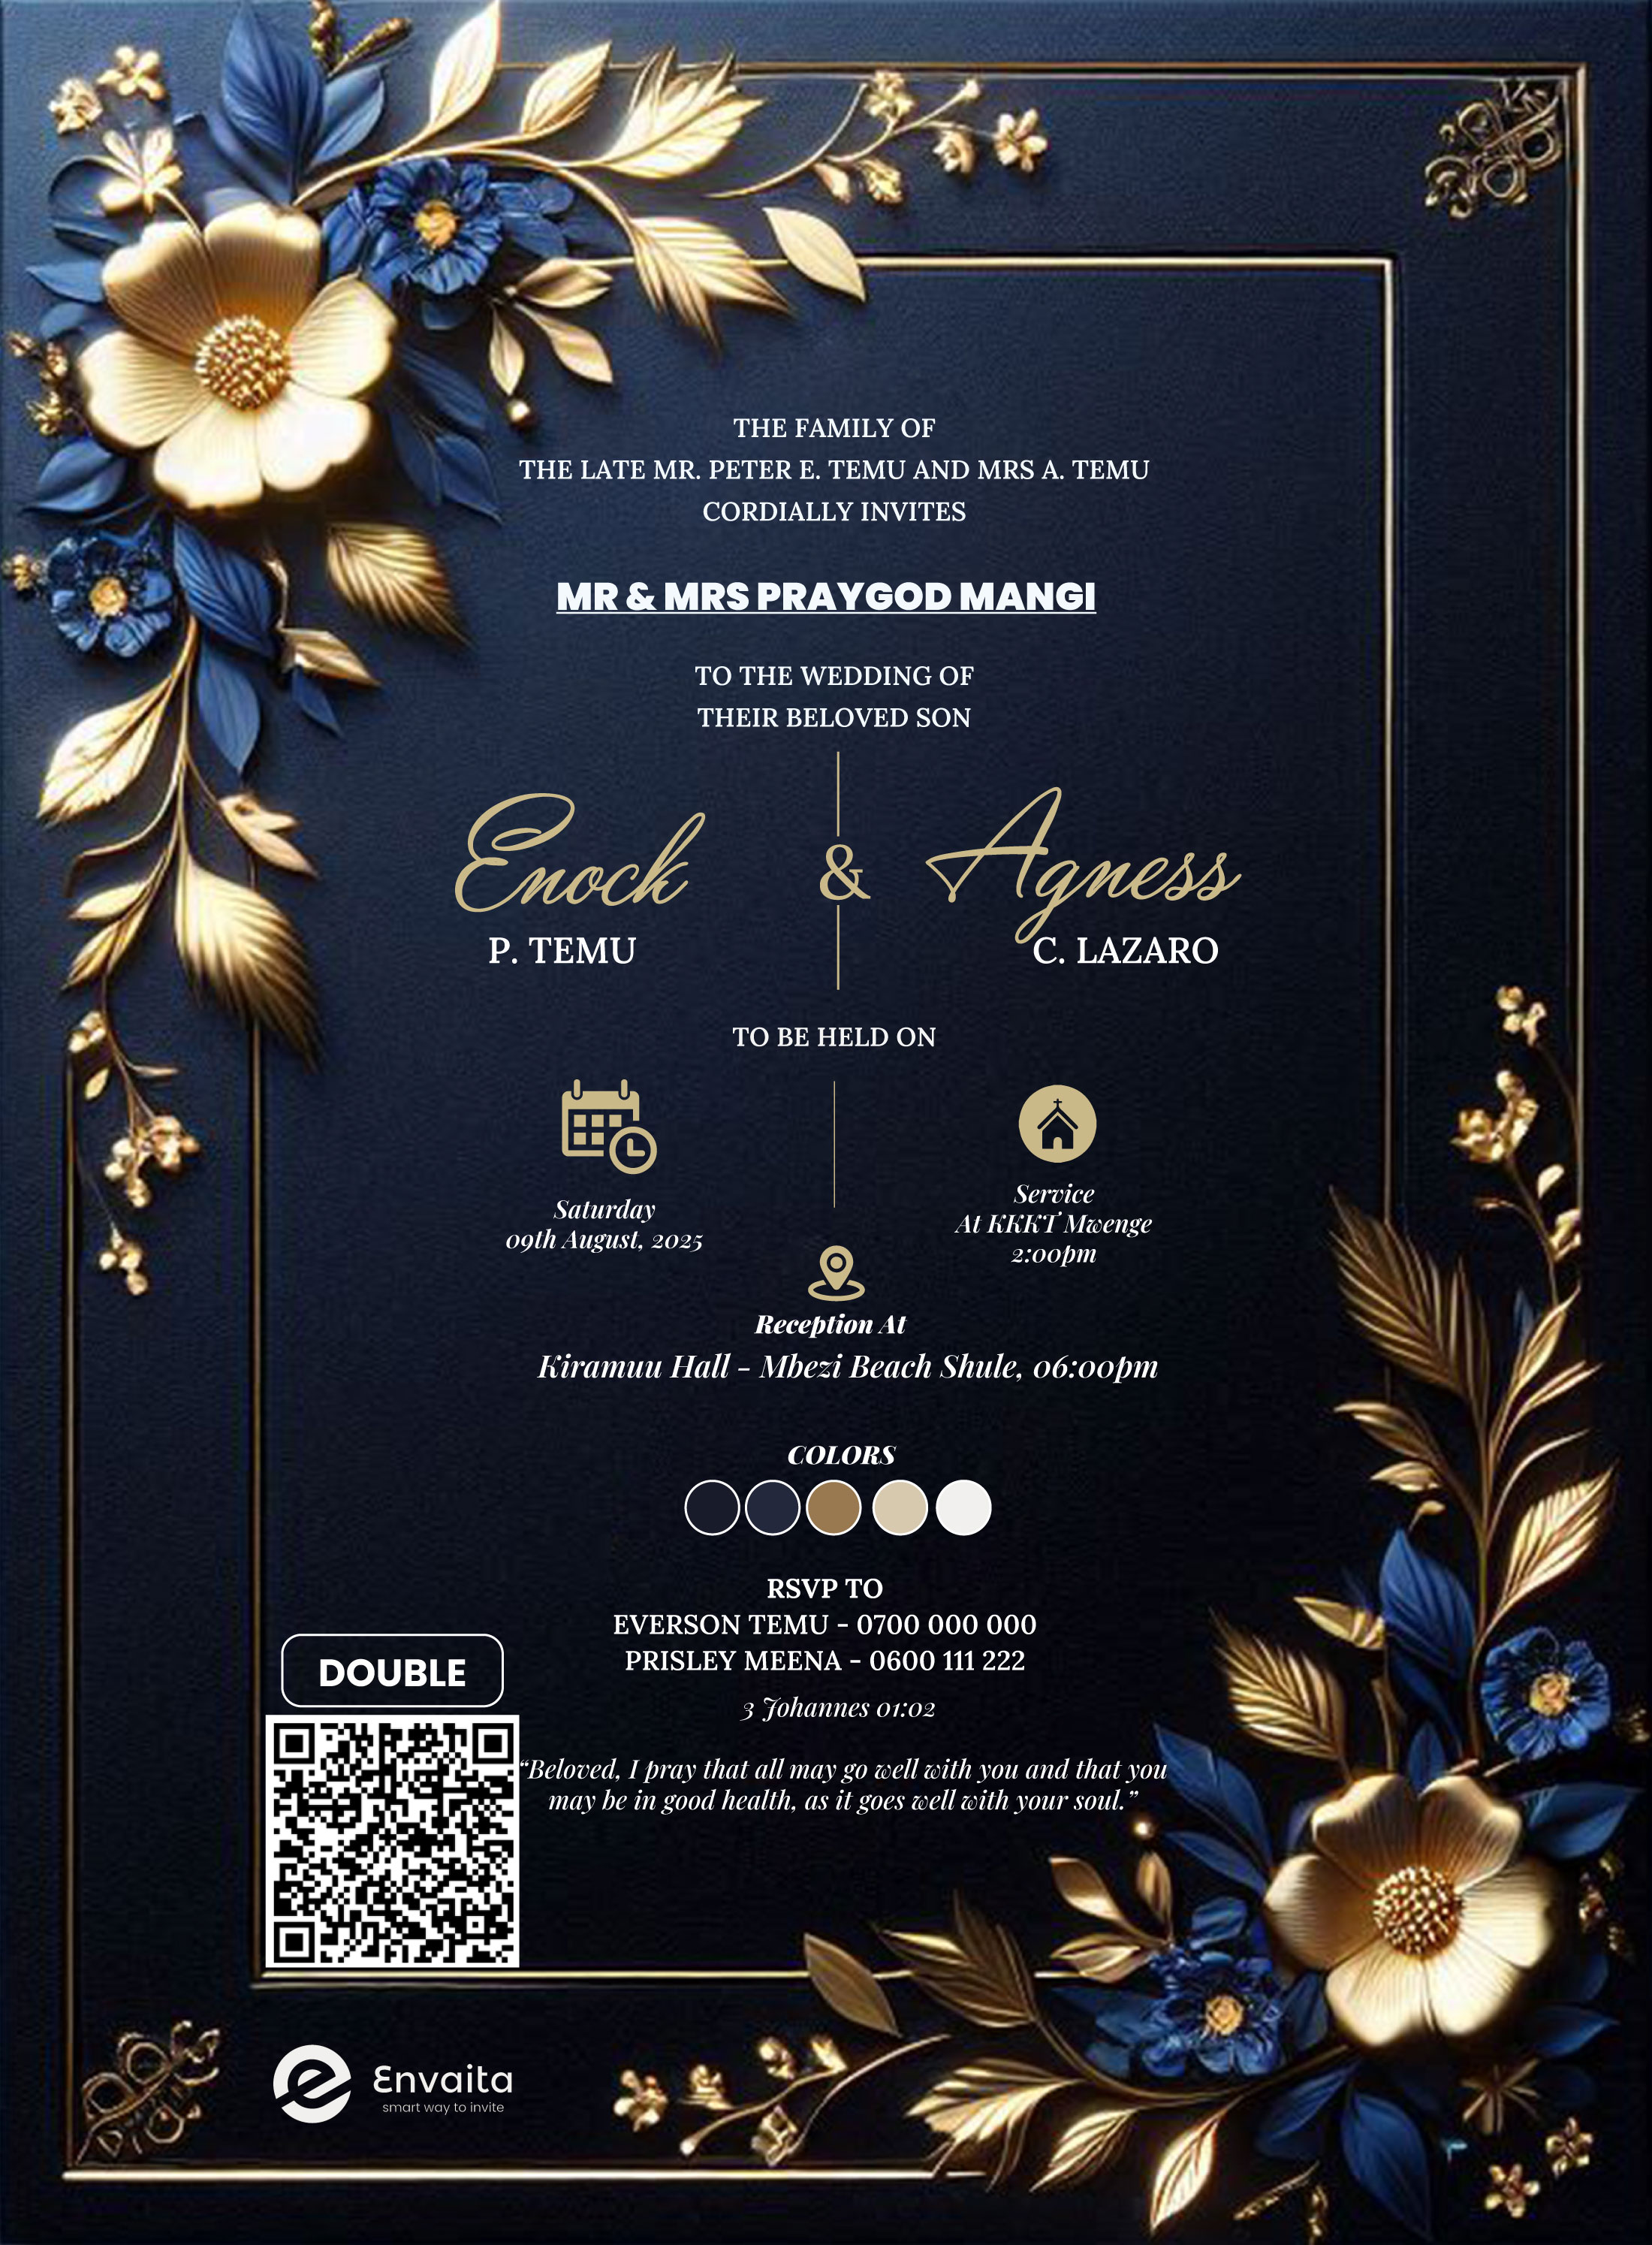 THE FAMILY OF
THE LATE MR. PETER E. TEMU AND MRS A. TEMU
CORDIALLY INVITES
MR & MRS PRAYGOD MANGI
TO THE WEDDING OF
THEIR BELOVED SON
Enock & Agness
P. TEMU C. LAZARO
TO BE HELD ON
Saturday
09th August, 2025
Service
At KKKT Mwenge
2:00pm
Reception At
Kiramuu Hall - Mbezi Beach Shule, 06:00pm
COLORS
RSVP TO
EVERSON TEMU - 0700 000 000
PRISLEY MEENA - 0600 111 222
3 Johannes 01:02
DOUBLE
“Beloved, I pray that all may go well with you and that you
may be in good health, as it goes well with your soul.”
Envaita
smart way to invite